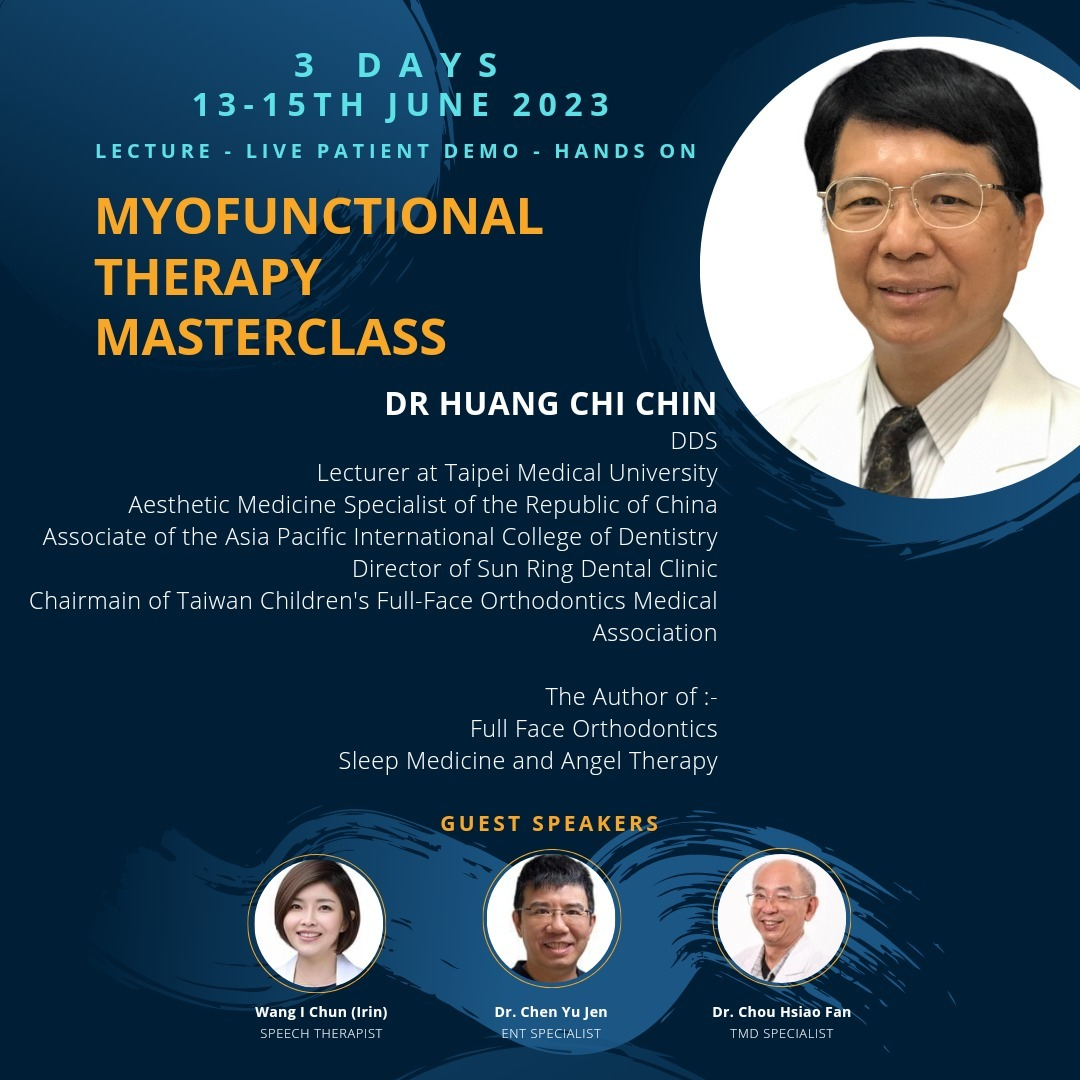 3 DAYS
13-15TH JUNE 2023
LECTURE - LIVE PATIENT DEMO - HANDS ON
MYOFUNCTIONAL
THERAPY
MASTERCLASS
DR HUANG CHI CHIN
DDS
Lecturer at Taipei Medical University
Aesthetic Medicine Specialist of the Republic of China
Associate of the Asia Pacific International College of Dentistry
Director of Sun Ring Dental Clinic
Chairmain of Taiwan Children's Full-Face Orthodontics Medical
Association
The Author of :-
Full Face Orthodontics
Sleep Medicine and Angel Therapy
GUEST SPEAKERS
Wang I Chun (Irin)
SPEECH THERAPIST
Dr. Chen Yu Jen
ENT SPECIALIST
Dr. Chou Hsiao Fan
TMD SPECIALIST